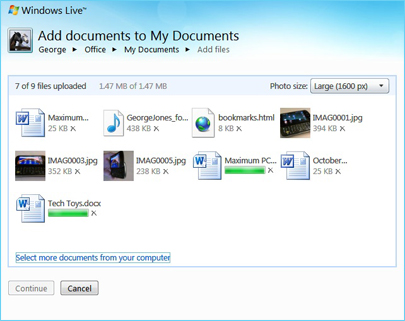 Windows Live™
Add documents to My Documents
George ▸ Office ▸ My Documents ▸ Add files
7 of 9 files uploaded 1.47 MB of 1.47 MB Photo size: Large (1600 px)
Maximum... GeorgeJones_fo... bookmarks.html IMAG0001.jpg
25 KB 438 KB 8 KB 394 KB
IMAG0003.jpg IMAG0005.jpg Maximum PC... October...
352 KB 238 KB 25 KB
Tech Toys.docx
Select more documents from your computer
Continue Cancel